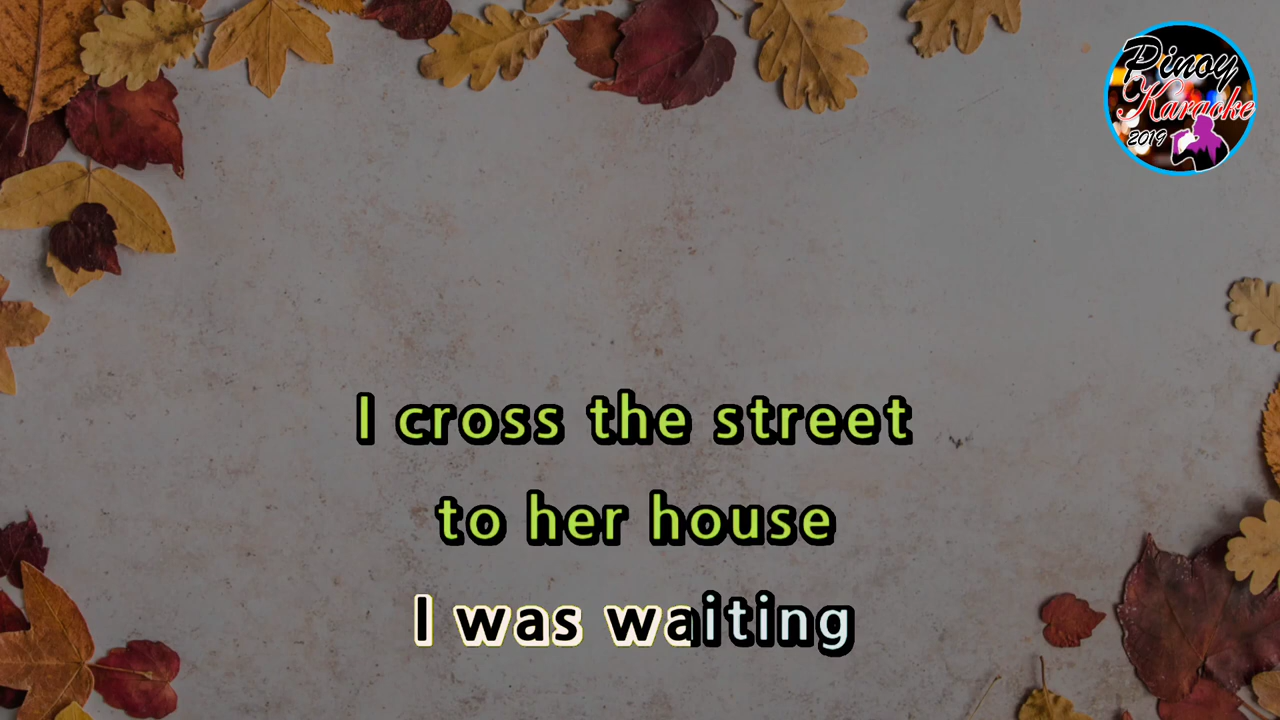 Pinoy
Karaoke
2019
I cross the street
to her house
I was waiting